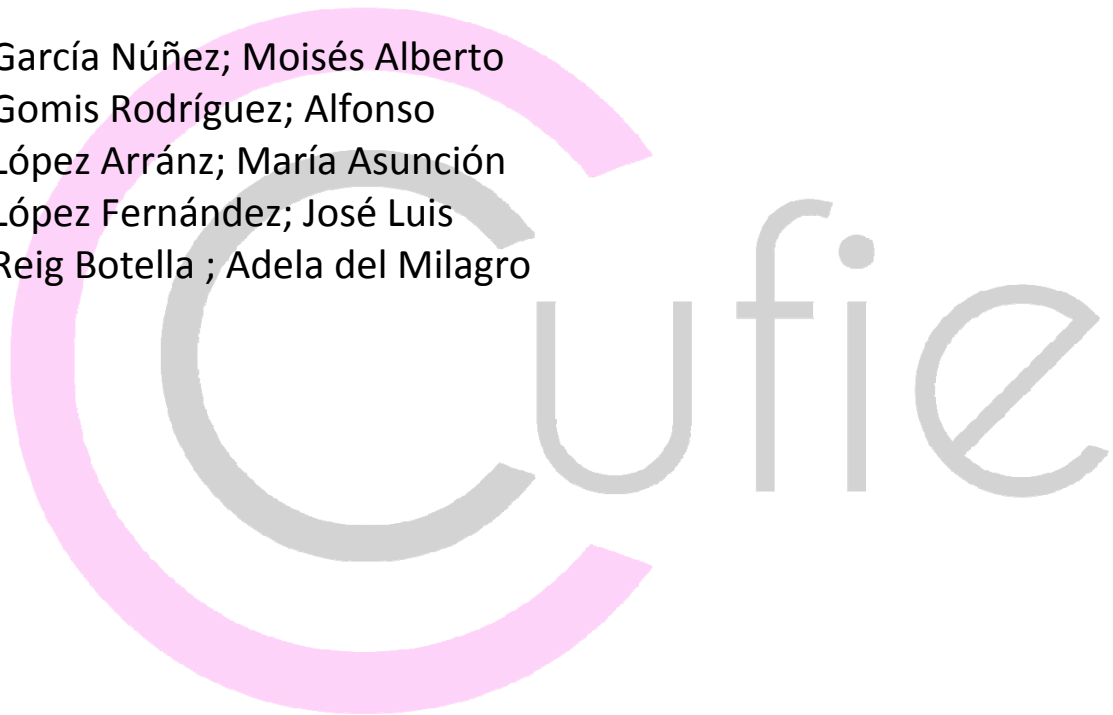 García Núñez; Moisés Alberto
Gomis Rodríguez; Alfonso
López Arránz; María Asunción
López Fernández; José Luis
Reig Botella ; Adela del Milagro
Cufie